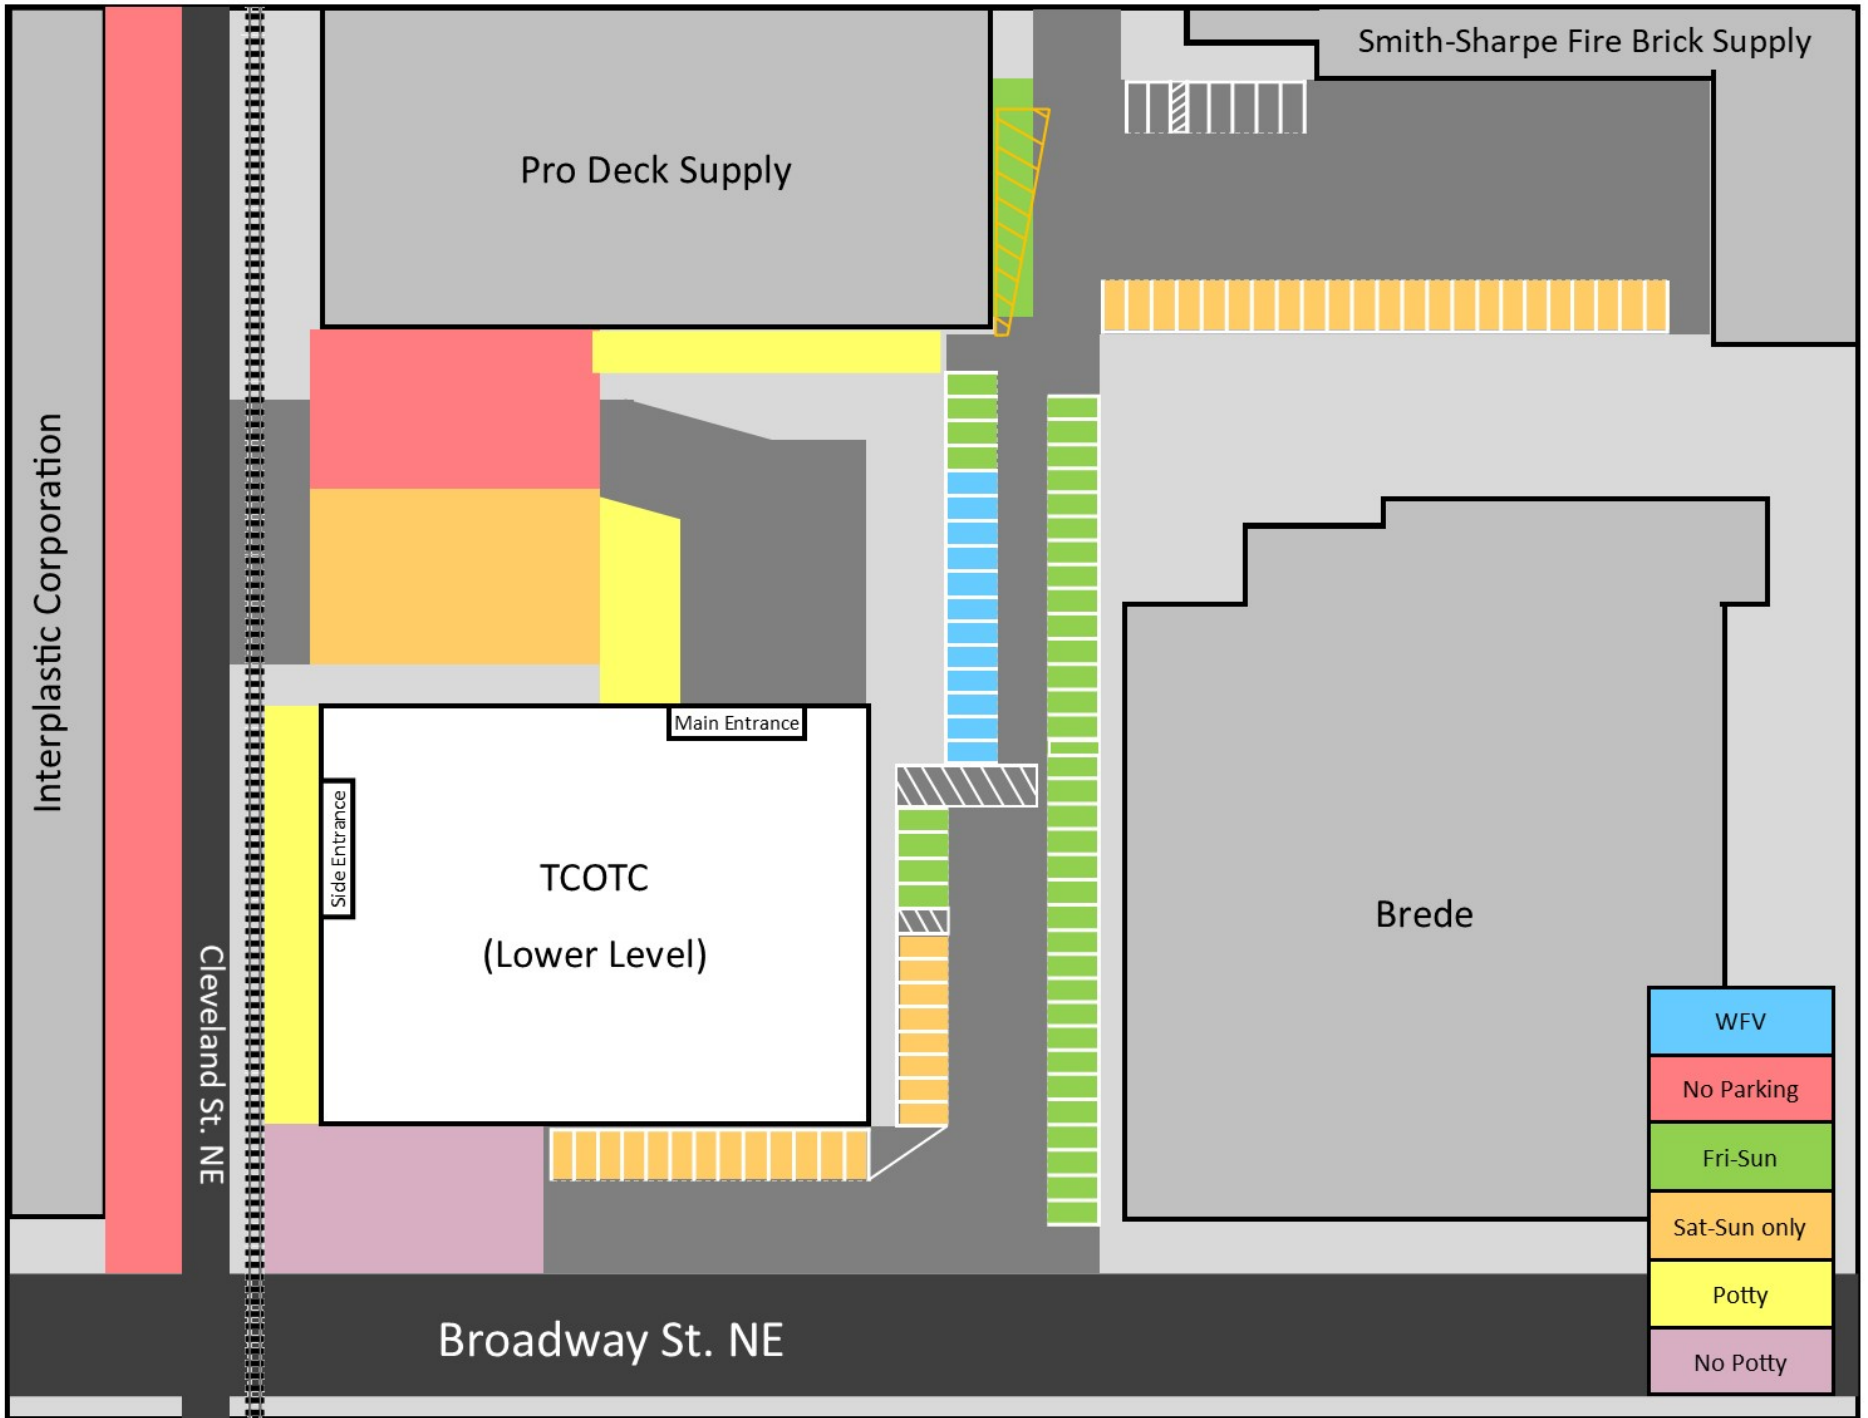 Smith-Sharpe Fire Brick Supply
Pro Deck Supply
Interplastic Corporation
Main Entrance
Side Entrance
TCOTC
(Lower Level)
Brede
Cleveland St. NE
Broadway St. NE
WFV
No Parking
Fri-Sun
Sat-Sun only
Potty
No Potty